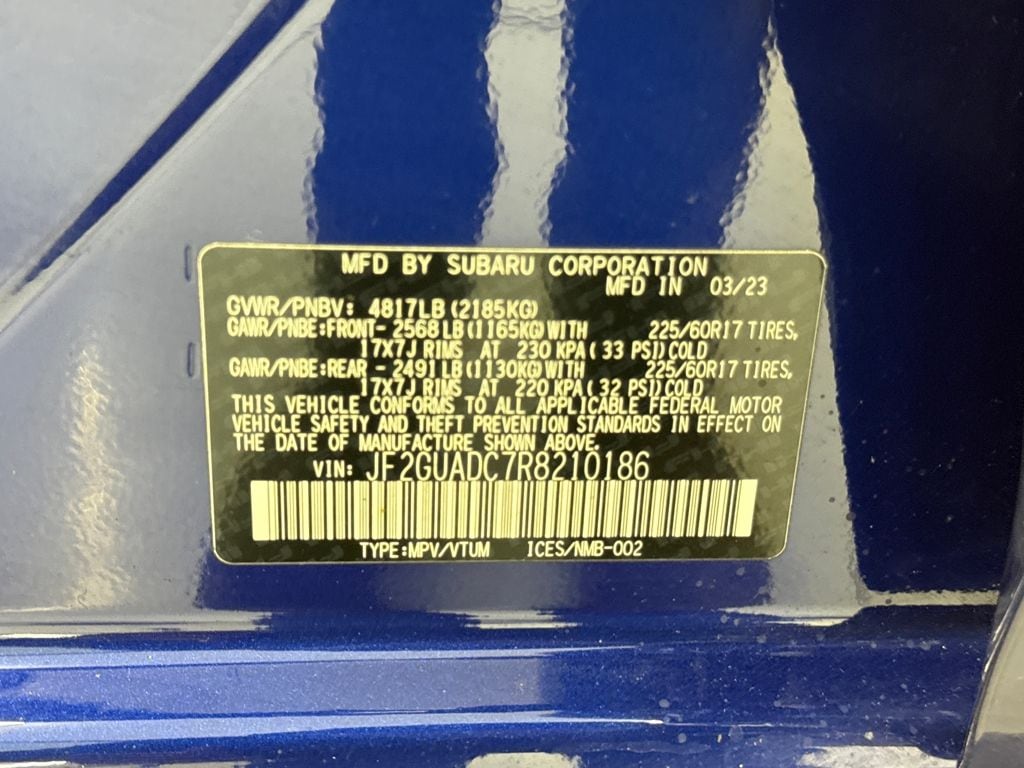 MFD BY SUBARU CORPORATION
MFD IN 03/23
GVWR/PNBV: 4817LB (2185KG)
GAWR/PNBE:FRONT- 2568 LB(1165KG)WITH 225/60R17 TIRES,
17X7J RIMS AT 230 KPA( 33 PSI)COLD
GAWR/PNBE:REAR - 2491 LB(1130KG)WITH 225/60R17 TIRES,
17X7J RIMS AT 220 KPA( 32 PSI)COLD
THIS VEHICLE CONFORMS TO ALL APPLICABLE FEDERAL MOTOR
VEHICLE SAFETY AND THEFT PREVENTION STANDARDS IN EFFECT ON
THE DATE OF MANUFACTURE SHOWN ABOVE.
VIN: JF2GUADC7R8210186
TYPE:MPV/VTUM ICES/NMB-002